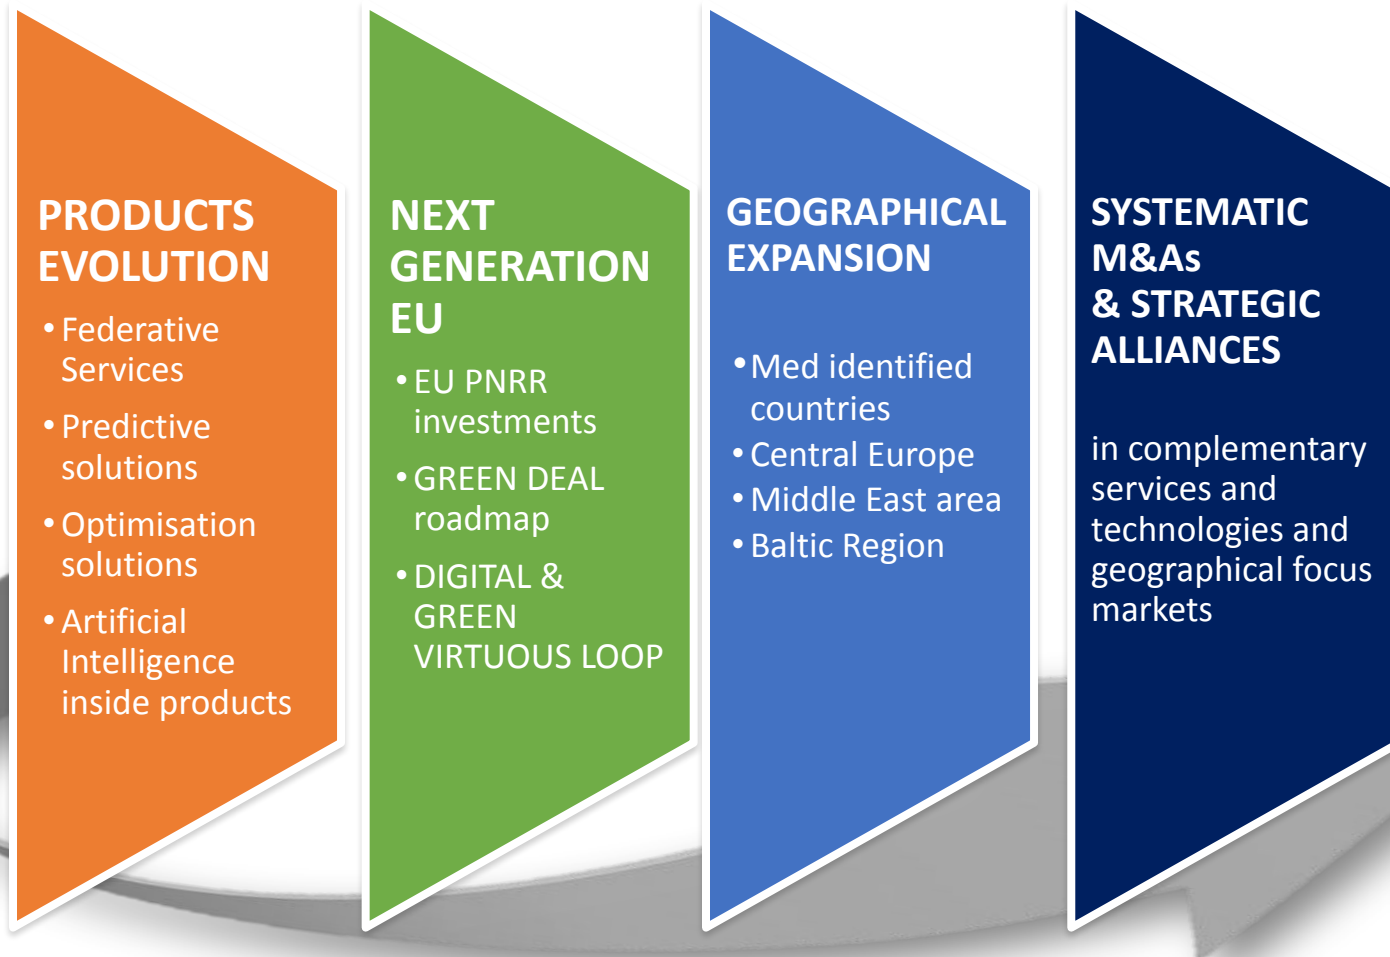 PRODUCTS
EVOLUTION
• Federative
Services
• Predictive
solutions
• Optimisation
solutions
• Artificial
Intelligence
inside products
NEXT
GENERATION
EU
• EU PNRR
investments
• GREEN DEAL
roadmap
• DIGITAL &
GREEN
VIRTUOUS LOOP
GEOGRAPHICAL
EXPANSION
• Med identified
countries
• Central Europe
• Middle East area
• Baltic Region
SYSTEMATIC
M&As
& STRATEGIC
ALLIANCES
in complementary
services and
technologies and
geographical focus
markets